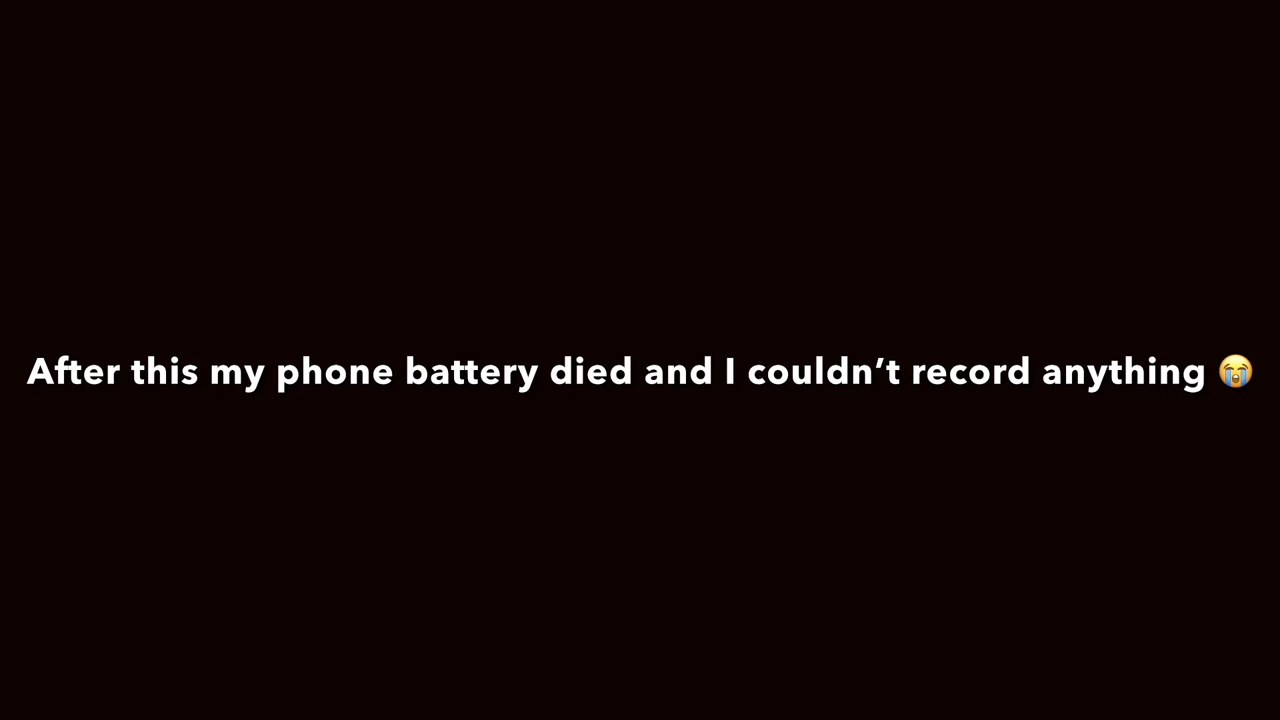 After this my phone battery died and I couldn’t record anything 😭